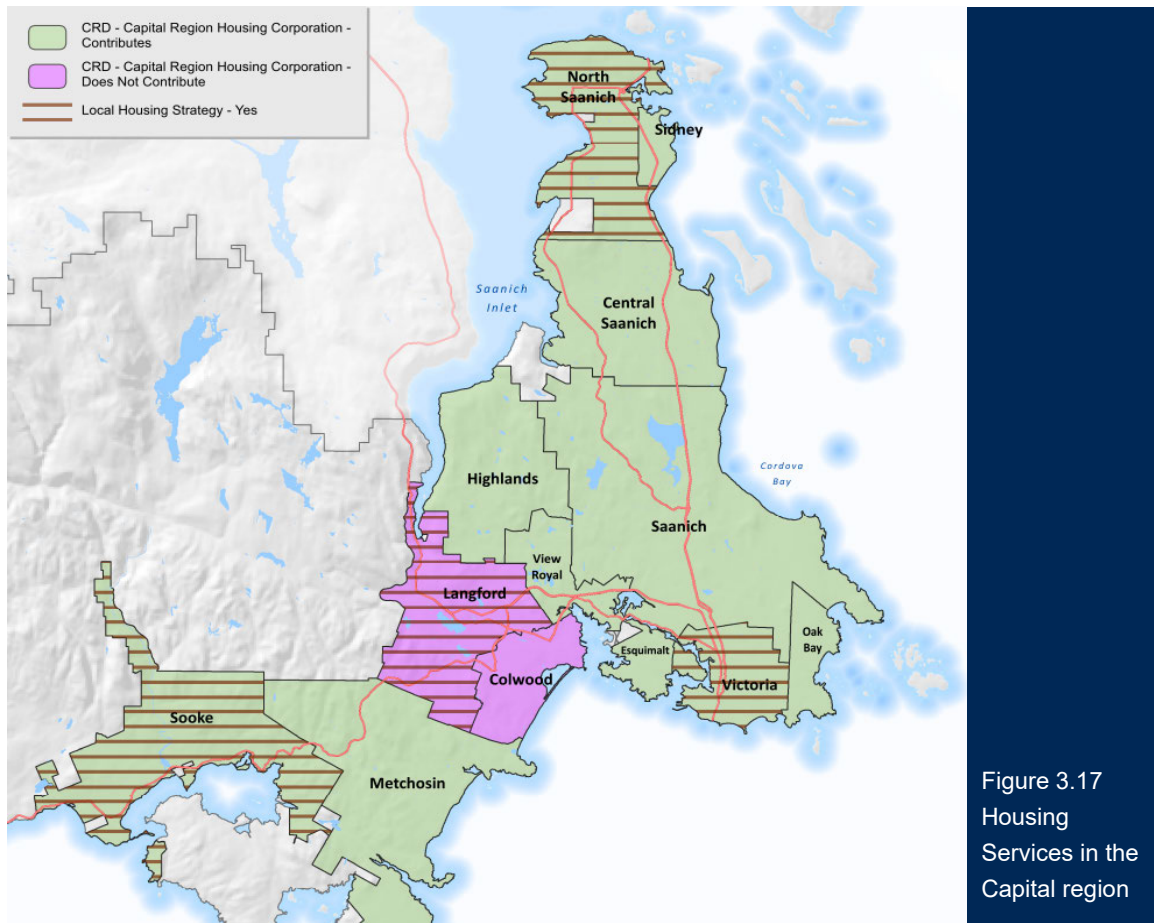 CRD - Capital Region Housing Corporation -
Contributes
CRD - Capital Region Housing Corporation -
Does Not Contribute
Local Housing Strategy - Yes
North
Saanich
Sidney
Saanich
Inlet
Central
Saanich
Cordova
Bay
Highlands
Saanich
View
Royal
Langford
Oak
Bay
Esquimalt
Colwood
Victoria
Sooke
Metchosin
Figure 3.17
Housing
Services in the
Capital region